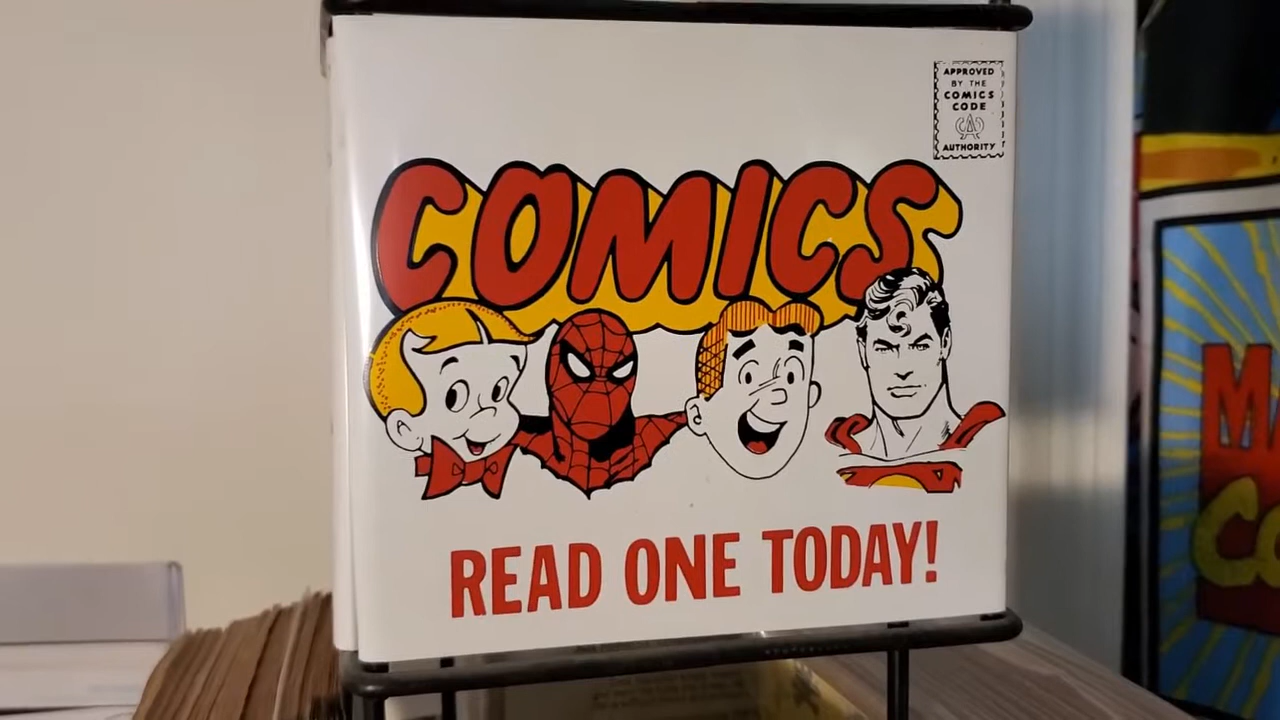 APPROVED
BY THE
COMICS
CODE
AUTHORITY
COMICS
READ ONE TODAY!